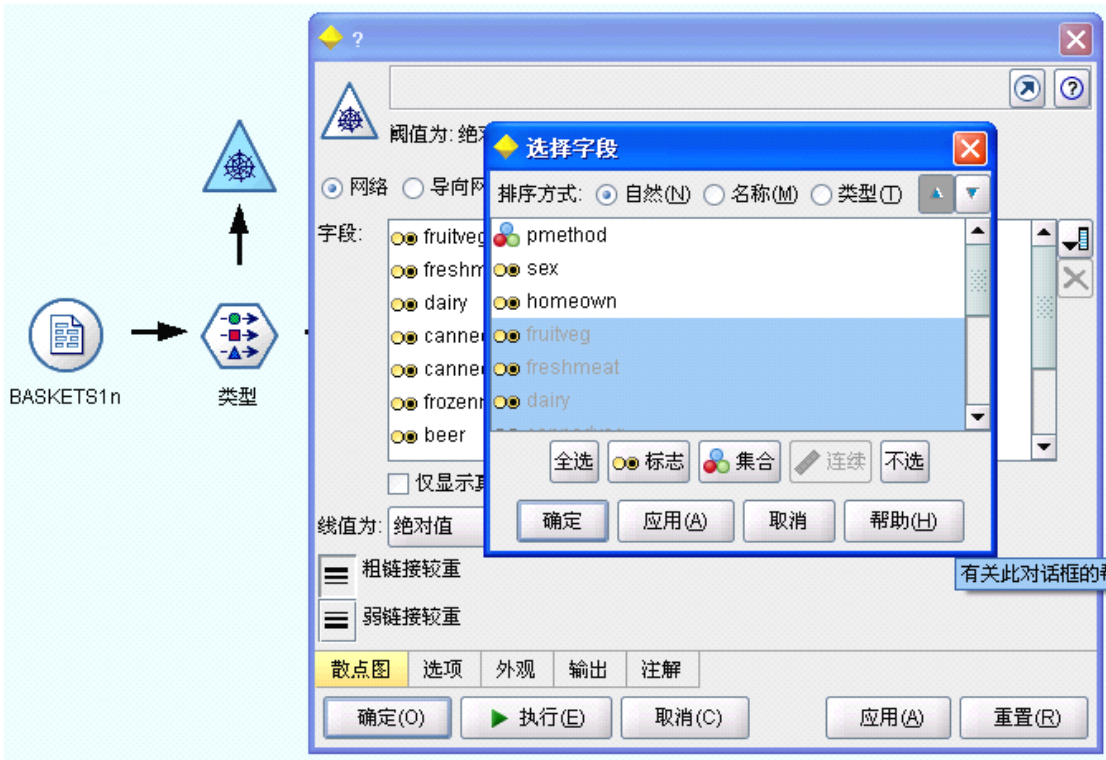 ?
阈值为: 绝
选择字段
网络 导向网
排序方式: 自然(N) 名称(M) 类型(T)
字段:
fruitveg
freshm
dairy
canne
canne
frozenm
beer
pmethod
sex
homeown
fruitveg
freshmeat
dairy
全选 标志 集合 连续 不选
确定 应用(A) 取消 帮助(H)
仅显示真
线值为: 绝对值
有关此对话框的帮
粗链接较重
弱链接较重
散点图 选项 外观 输出 注解
确定(O) 执行(E) 取消(C) 应用(A) 重置(R)
BASKETS1n
类型